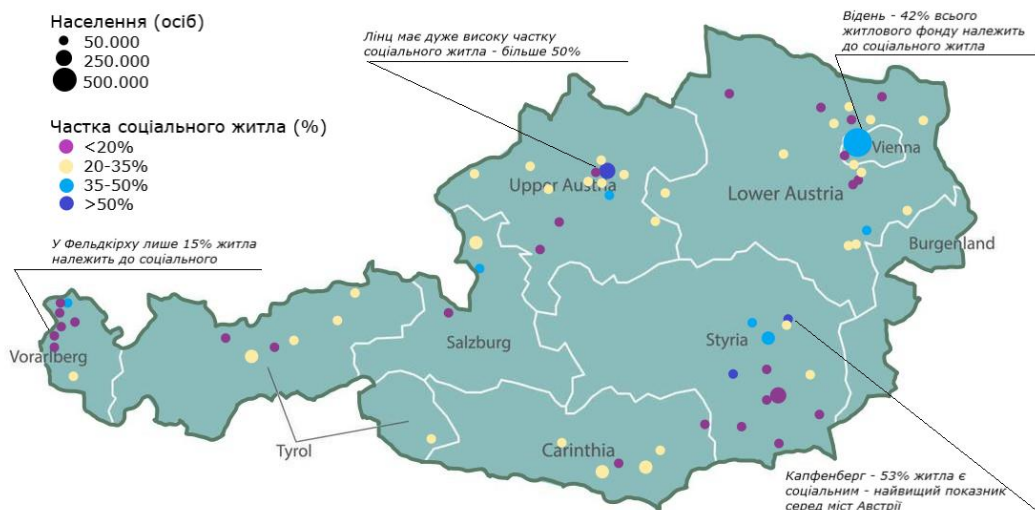 Населення (осіб)
50.000
250.000
500.000
Частка соціального житла (%)
<20%
20-35%
35-50%
>50%
Лінц має дуже високу частку
соціального житла - більше 50%
Відень - 42% всього
житлового фонду належить
до соціального житла
У Фельдкірху лише 15% житла
належить до соціального
Vienna
Upper Austria
Lower Austria
Burgenland
Vorarlberg
Salzburg
Styria
Tyrol
Carinthia
Капфенберг - 53% житла є
соціальним - найвищий показник
серед міст Австрії